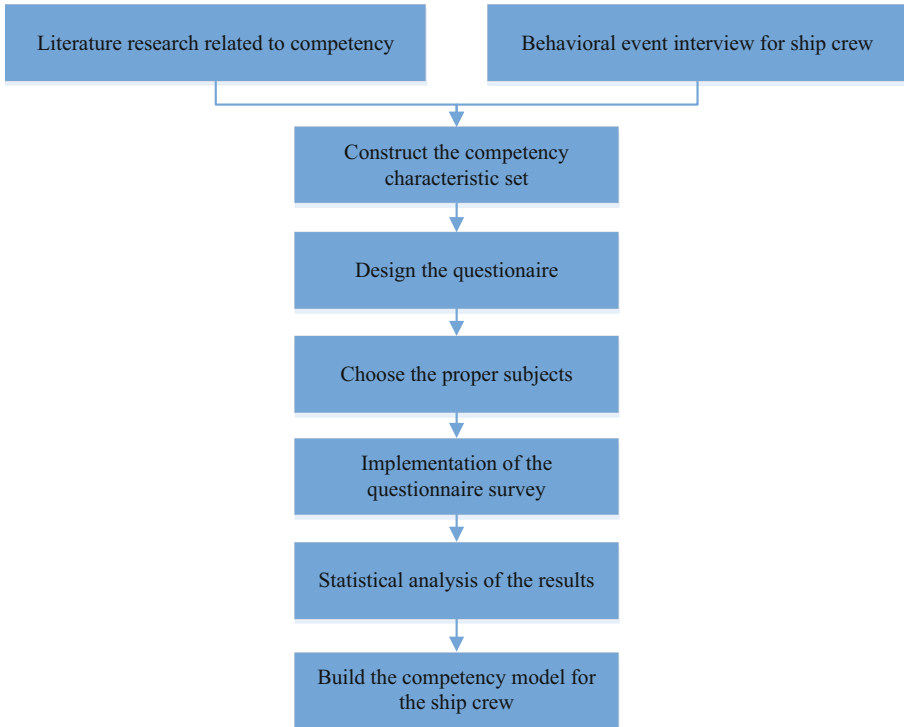 Literature research related to competency
Behavioral event interview for ship crew
Construct the competency
characteristic set
Design the questionaire
Choose the proper subjects
Implementation of the
questionnaire survey
Statistical analysis of the results
Build the competency model for
the ship crew